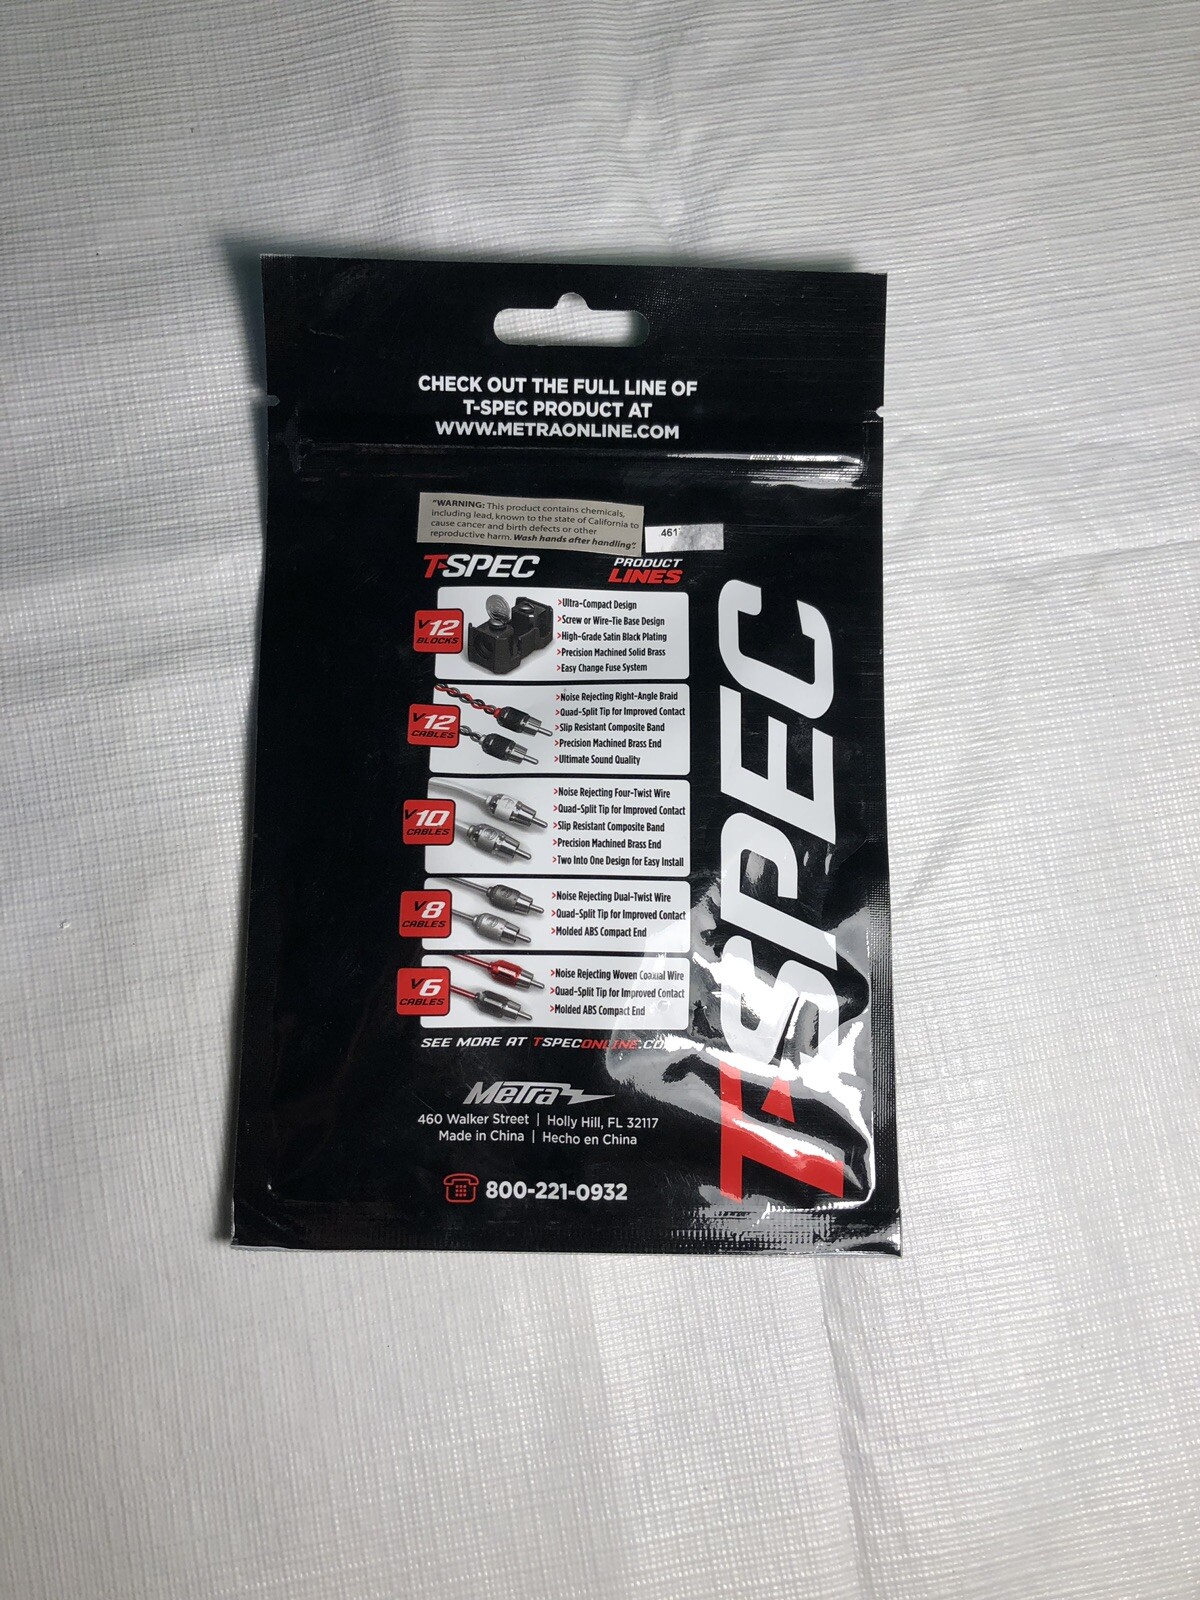 CHECK OUT THE FULL LINE OF
T-SPEC PRODUCT AT
WWW.METRAONLINE.COM
"WARNING: This product contains chemicals,
including lead, known to the state of California to
cause cancer and birth defects or other
reproductive harm. Wash hands after handling".
461
T-SPEC
PRODUCT
LINES
V12
BLOCKS
>Ultra-Compact Design
>Screw or Wire-Tie Base Design
>High-Grade Satin Black Plating
>Precision Machined Solid Brass
>Easy Change Fuse System
V12
CABLES
>Noise Rejecting Right-Angle Braid
>Quad-Split Tip for Improved Contact
>Slip Resistant Composite Band
>Precision Machined Brass End
>Ultimate Sound Quality
V10
CABLES
>Noise Rejecting Four-Twist Wire
>Quad-Split Tip for Improved Contact
>Slip Resistant Composite Band
>Precision Machined Brass End
>Two Into One Design for Easy Install
V8
CABLES
>Noise Rejecting Dual-Twist Wire
>Quad-Split Tip for Improved Contact
>Molded ABS Compact End
V6
CABLES
>Noise Rejecting Woven Coaxial Wire
>Quad-Split Tip for Improved Contact
>Molded ABS Compact End
SEE MORE AT TSPECONLINE.COM
Metra
460 Walker Street | Holly Hill, FL 32117
Made in China | Hecho en China
800-221-0932
T-SPEC